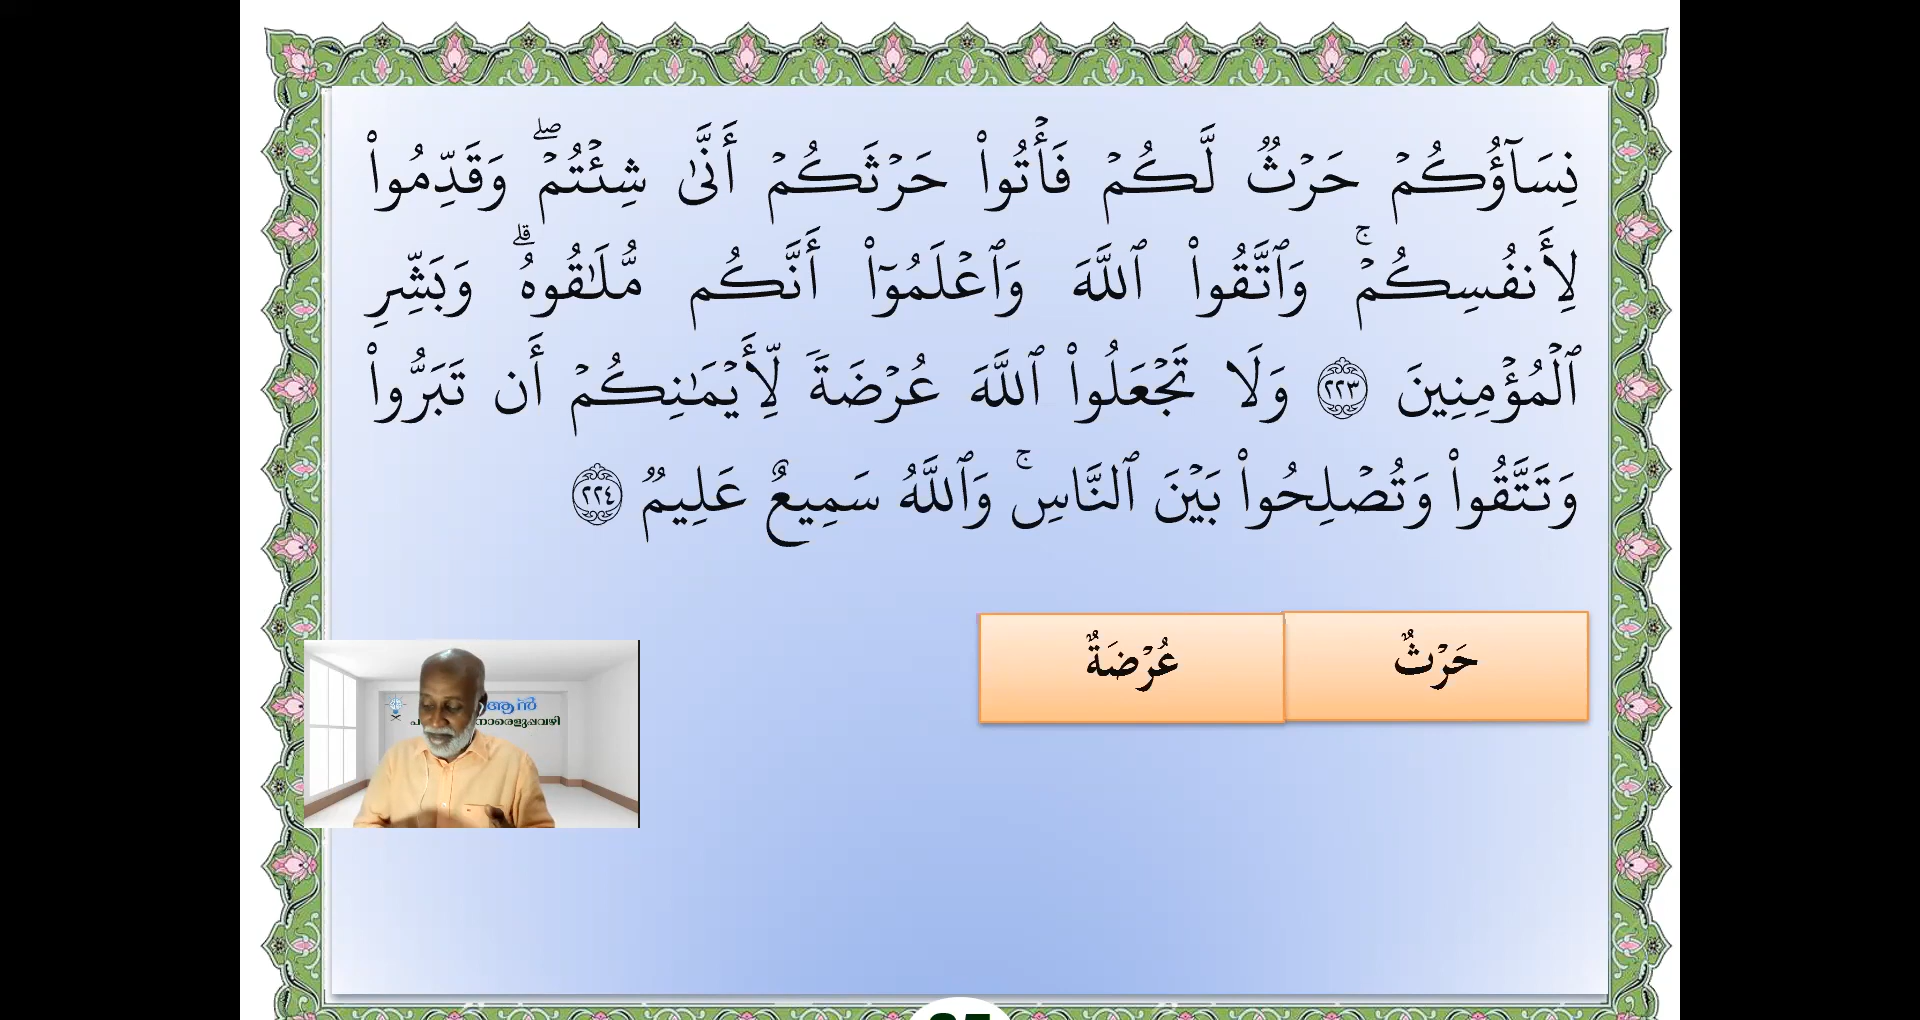 نِسَآؤُكُمۡ حَرۡثٞ لَّكُمۡ فَأۡتُواْ حَرۡثَكُمۡ أَنَّىٰ شِئۡتُمۡۖ وَقَدِّمُواْ
لِأَنفُسِكُمۡۚ وَٱتَّقُواْ ٱللَّهَ وَٱعۡلَمُوٓاْ أَنَّكُم مُّلَٰقُوهُۗ وَبَشِّرِ
ٱلۡمُؤۡمِنِينَ ٢٢٣ وَلَا تَجۡعَلُواْ ٱللَّهَ عُرۡضَةٗ لِّأَيۡمَٰنِكُمۡ أَن تَبَرُّواْ
وَتَتَّقُواْ وَتُصۡلِحُواْ بَيۡنَ ٱلنَّاسِۚ وَٱللَّهُ سَمِيعٌ عَلِيمٞ ٢٢٤
حَرْثٌ
عُرْضَةٌ